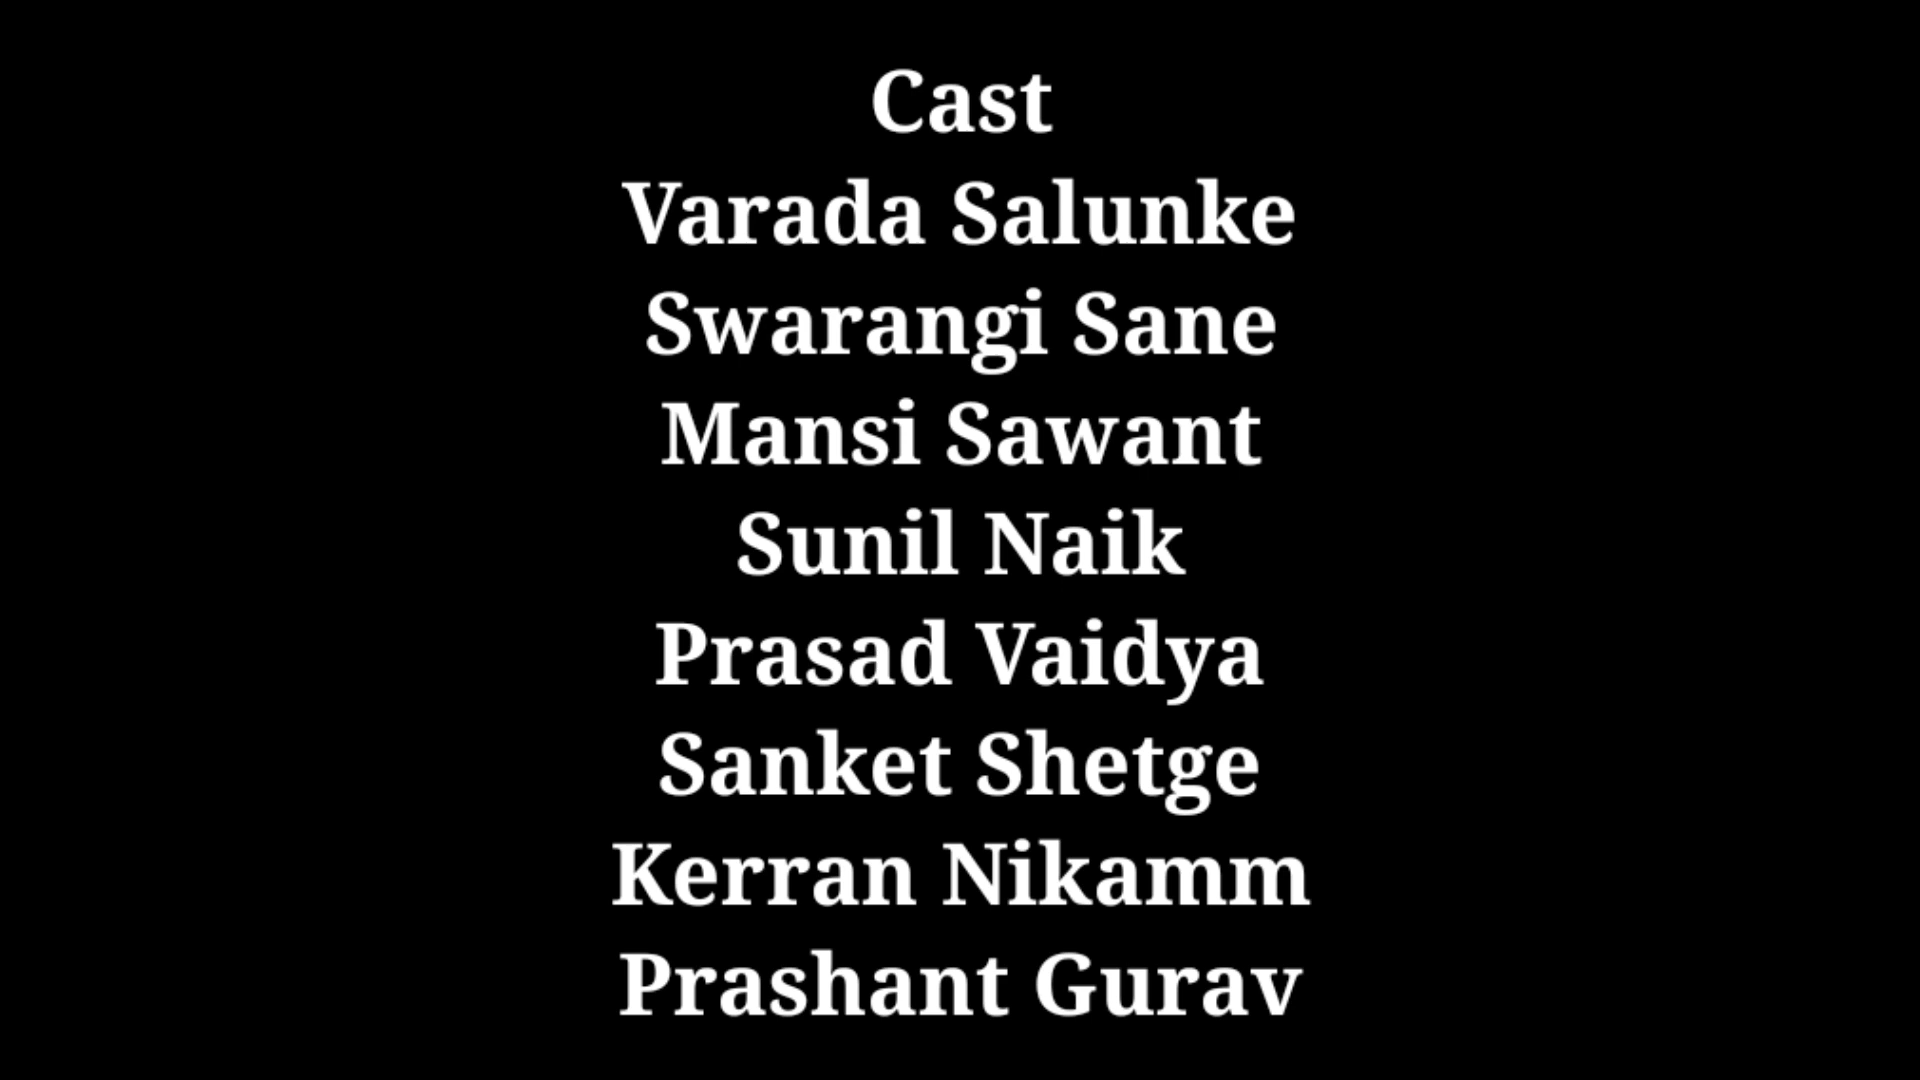 Cast
Varada Salunke
Swarangi Sane
Mansi Sawant
Sunil Naik
Prasad Vaidya
Sanket Shetge
Kerran Nikamm
Prashant Gurav